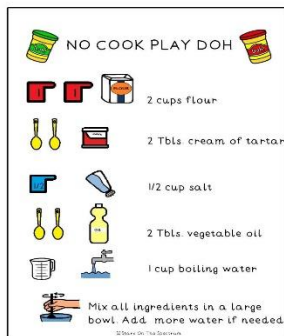 NO COOK PLAY DOH
2 cups flour
2 Tbls. cream of tartar
1/2 cup salt
2 Tbls. vegetable oil
1 cup boiling water
Mix all ingredients in a large
bowl. Add more water if needed.